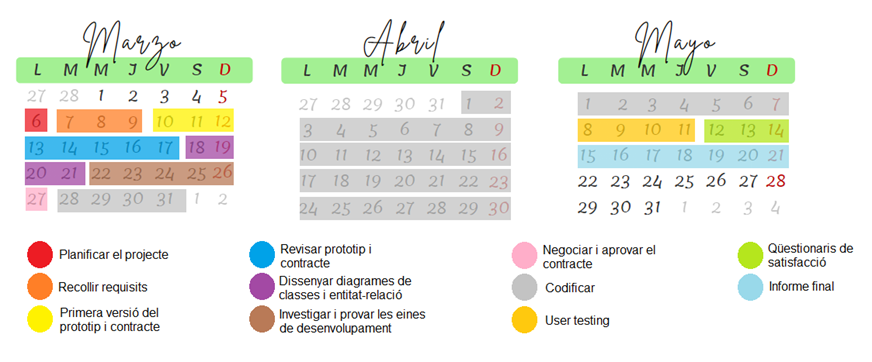 Marzo Abril Mayo
L M M J V S D L M M J V S D L M M J V S D
27 28 1 2 3 4 5 27 28 29 30 31 1 2 1 2 3 4 5 6 7
6 7 8 9 10 11 12 3 4 5 6 7 8 9 8 9 10 11 12 13 14
13 14 15 16 17 18 19 10 11 12 13 14 15 16 15 16 17 18 19 20 21
20 21 22 23 24 25 26 17 18 19 20 21 22 23 22 23 24 25 26 27 28
27 28 29 30 31 1 2 24 25 26 27 28 29 30 29 30 31 1 2 3 4
Planificar el projecte
Recollir requisits
Primera versió del
prototip i contracte
Revisar prototip i
contracte
Dissenyar diagrames de
classes i entitat-relació
Investigar i provar les eines
de desenvolupament
Negociar i aprovar el
contracte
Codificar
User testing
Qüestionaris de
satisfacció
Informe final